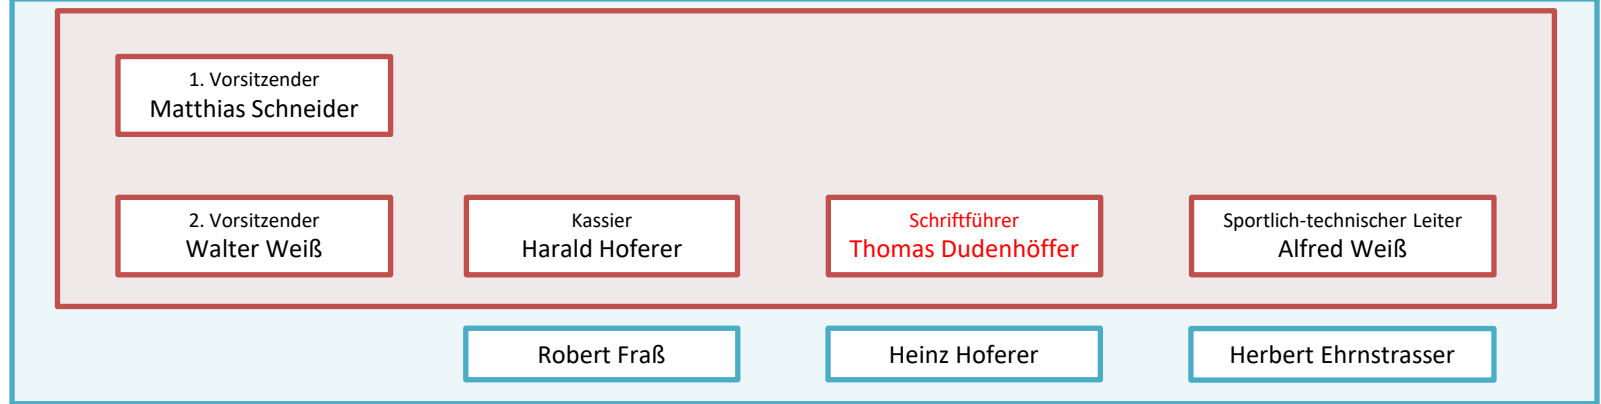 1. Vorsitzender
Matthias Schneider
2. Vorsitzender
Walter Weiß
Kassier
Harald Hoferer
Schriftführer
Thomas Dudenhöffer
Sportlich-technischer Leiter
Alfred Weiß
Robert Fraß
Heinz Hoferer
Herbert Ehrnstrasser